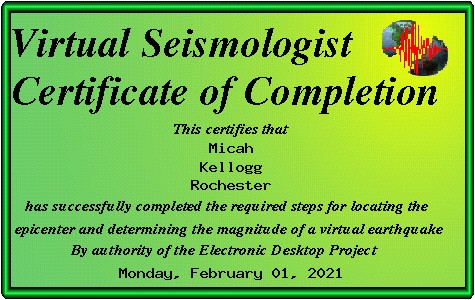 Virtual Seismologist
Certificate of Completion
This certifies that
Micah
Kellogg
Rochester
has successfully completed the required steps for locating the
epicenter and determining the magnitude of a virtual earthquake
By authority of the Electronic Desktop Project
Monday, February 01, 2021